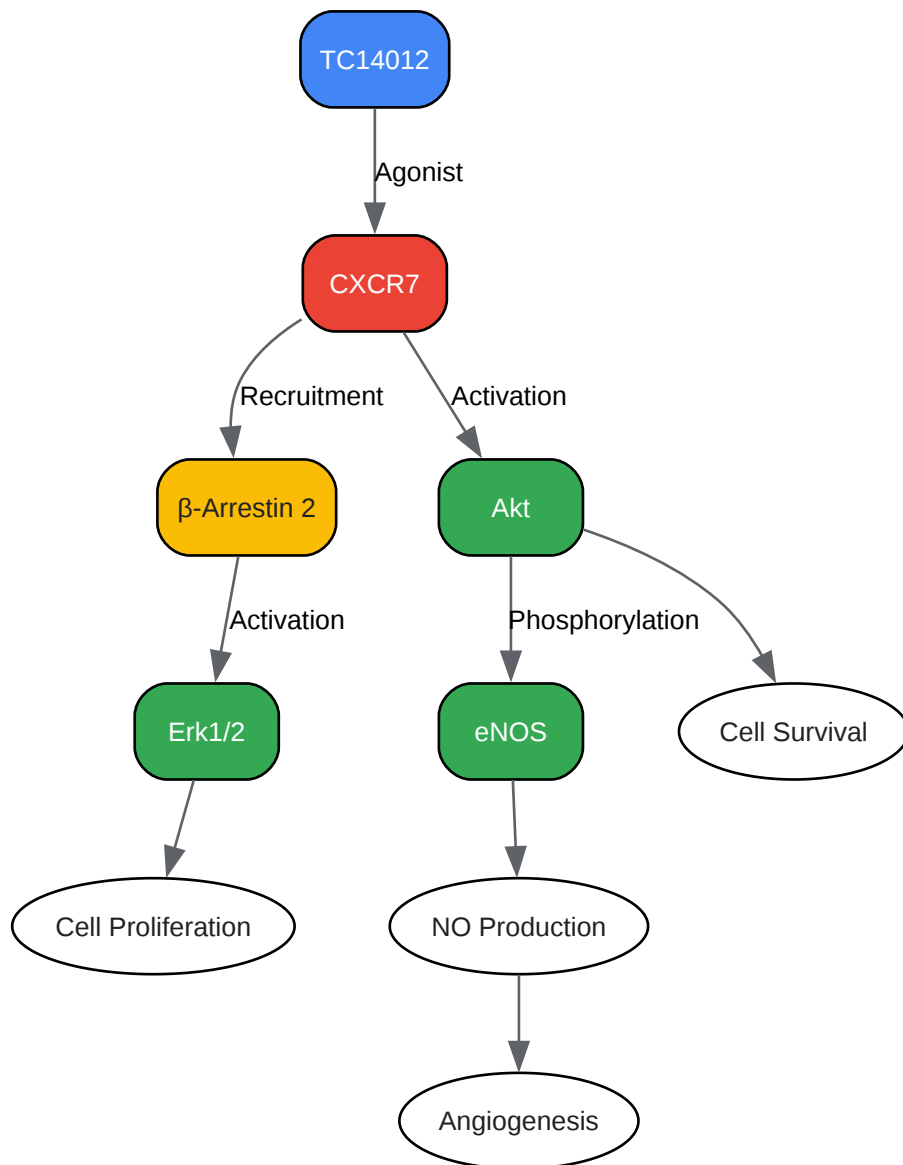 TC14012
Agonist
CXCR7
Recruitment
Activation
β-Arrestin 2
Akt
Activation
Phosphorylation
Erk1/2
eNOS
Cell Survival
Cell Proliferation
NO Production
Angiogenesis